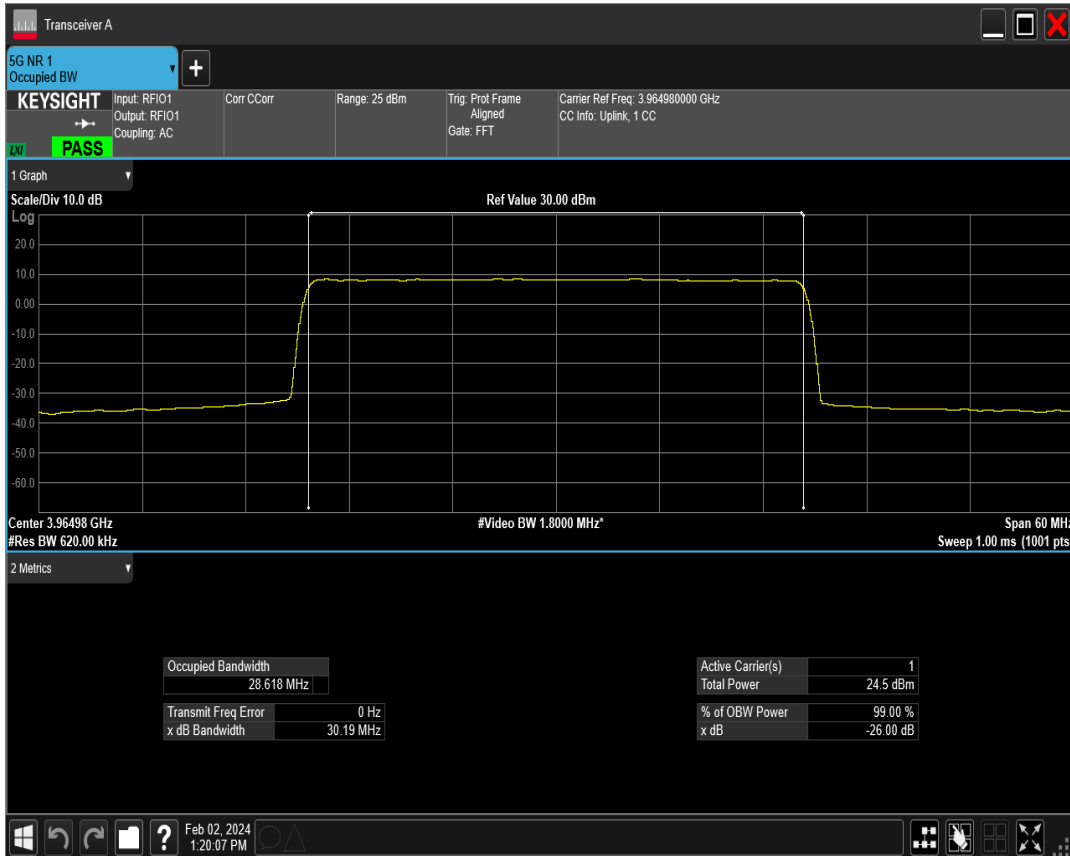 Transceiver A
5G NR 1
Occupied BW
+
KEYSIGHT
LXI
PASS
Input: RFIO1
Output: RFIO1
Coupling: AC
Corr CCorr
Range: 25 dBm
Trig: Prot Frame
Aligned
Gate: FFT
Carrier Ref Freq: 3.964980000 GHz
CC Info: Uplink, 1 CC
1 Graph
Scale/Div 10.0 dB
Ref Value 30.00 dBm
Log
20.0
10.0
0.00
-10.0
-20.0
-30.0
-40.0
-50.0
-60.0
Center 3.96498 GHz
#Video BW 1.8000 MHz*
Span 60 MHz
#Res BW 620.00 kHz
Sweep 1.00 ms (1001 pts
2 Metrics
Occupied Bandwidth
28.618 MHz
Transmit Freq Error 0 Hz
x dB Bandwidth 30.19 MHz
Active Carrier(s) 1
Total Power 24.5 dBm
% of OBW Power 99.00 %
x dB -26.00 dB
?
Feb 02, 2024
1:20:07 PM